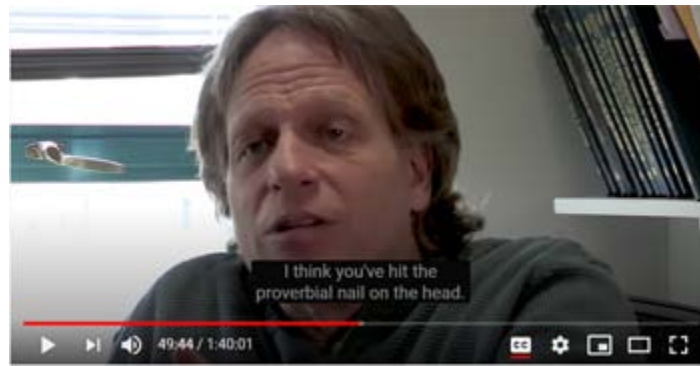 I think you've hit the
proverbial nail on the head.
49:44 / 1:40:01
CC